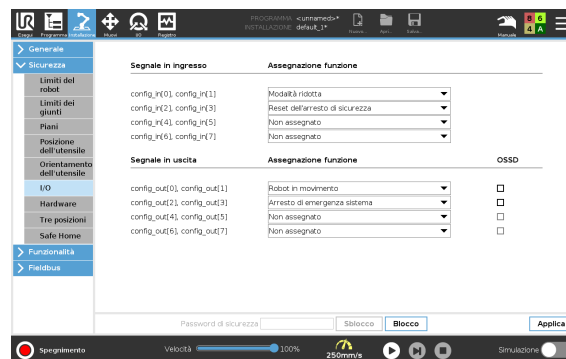 UR
PROGRAMMA <unnamed>*
INSTALLAZIONE default_1*
Esegui Programma Installazione Muovi I/O Registro Nuovo... Apri... Salva... Manuale
B 6
4 A
Generale
Sicurezza
Limiti del robot
Limiti dei giunti
Piani
Posizione dell'utensile
Orientamento dell'utensile
I/O
Hardware
Tre posizioni
Safe Home
Funzionalità
Fieldbus
Segnale in ingresso Assegnazione funzione
config_in[0], config_in[1] Modalità ridotta
config_in[2], config_in[3] Reset dell'arresto di sicurezza
config_in[4], config_in[5] Non assegnato
config_in[6], config_in[7] Non assegnato
Segnale in uscita Assegnazione funzione OSSD
config_out[0], config_out[1] Robot in movimento
config_out[2], config_out[3] Arresto di emergenza sistema
config_out[4], config_out[5] Non assegnato
config_out[6], config_out[7] Non assegnato
Password di sicurezza Sblocco Blocco Applica
Spegnimento Velocità 100% 250mm/s Simulazione